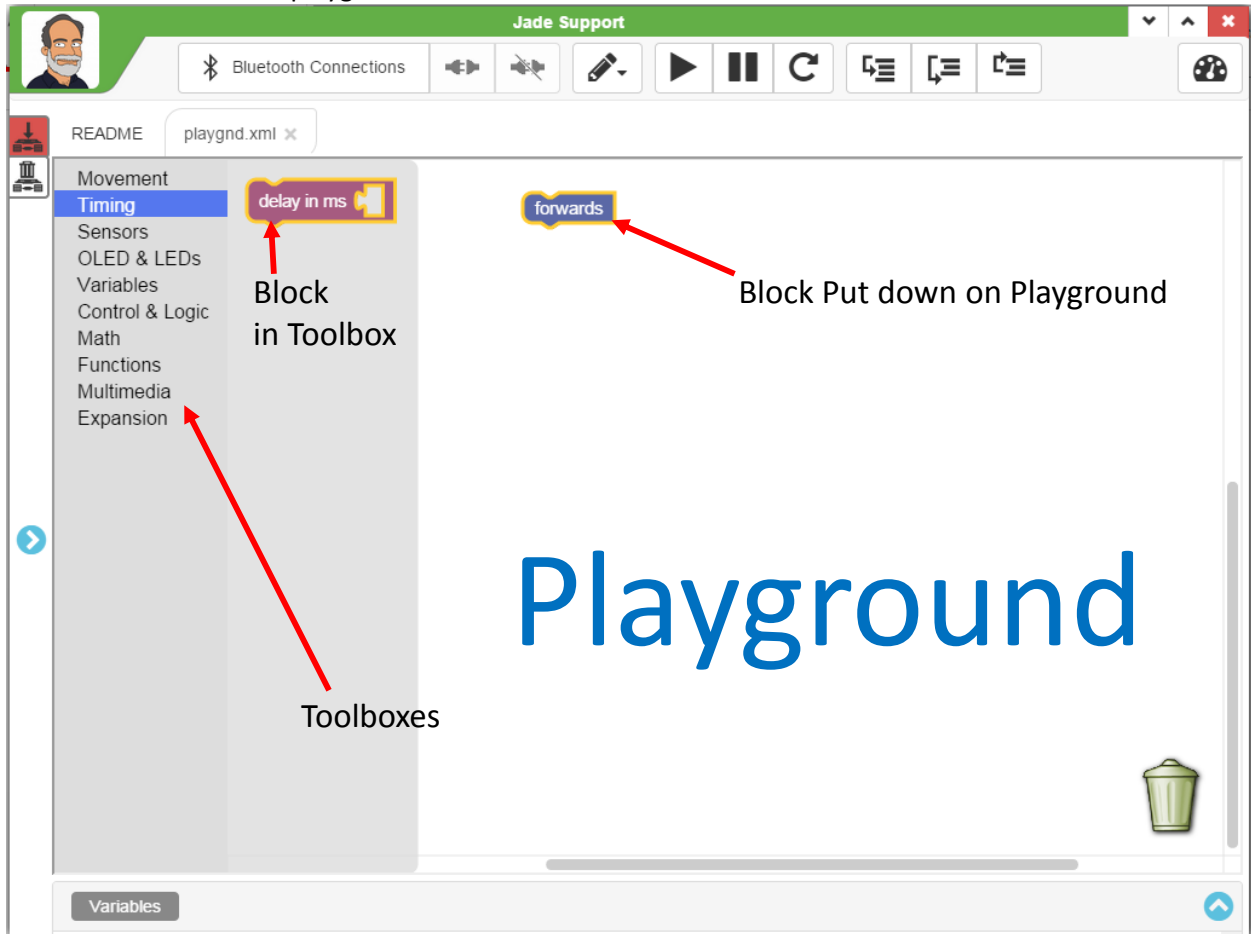 Jade Support
Bluetooth Connections
README
playgnd.xml
Movement
Timing
Sensors
OLED & LEDs
Variables
Control & Logic
Math
Functions
Multimedia
Expansion
delay in ms
forwards
Block
in Toolbox
Block Put down on Playground
Playground
Toolboxes
Variables